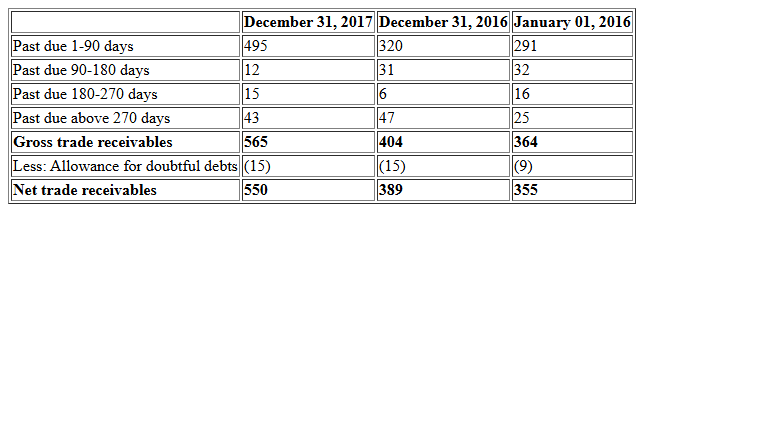 December 31, 2017 December 31, 2016 January 01, 2016
Past due 1-90 days 495 320 291
Past due 90-180 days 12 31 32
Past due 180-270 days 15 6 16
Past due above 270 days 43 47 25
Gross trade receivables 565 404 364
Less: Allowance for doubtful debts (15) (15) (9)
Net trade receivables 550 389 355